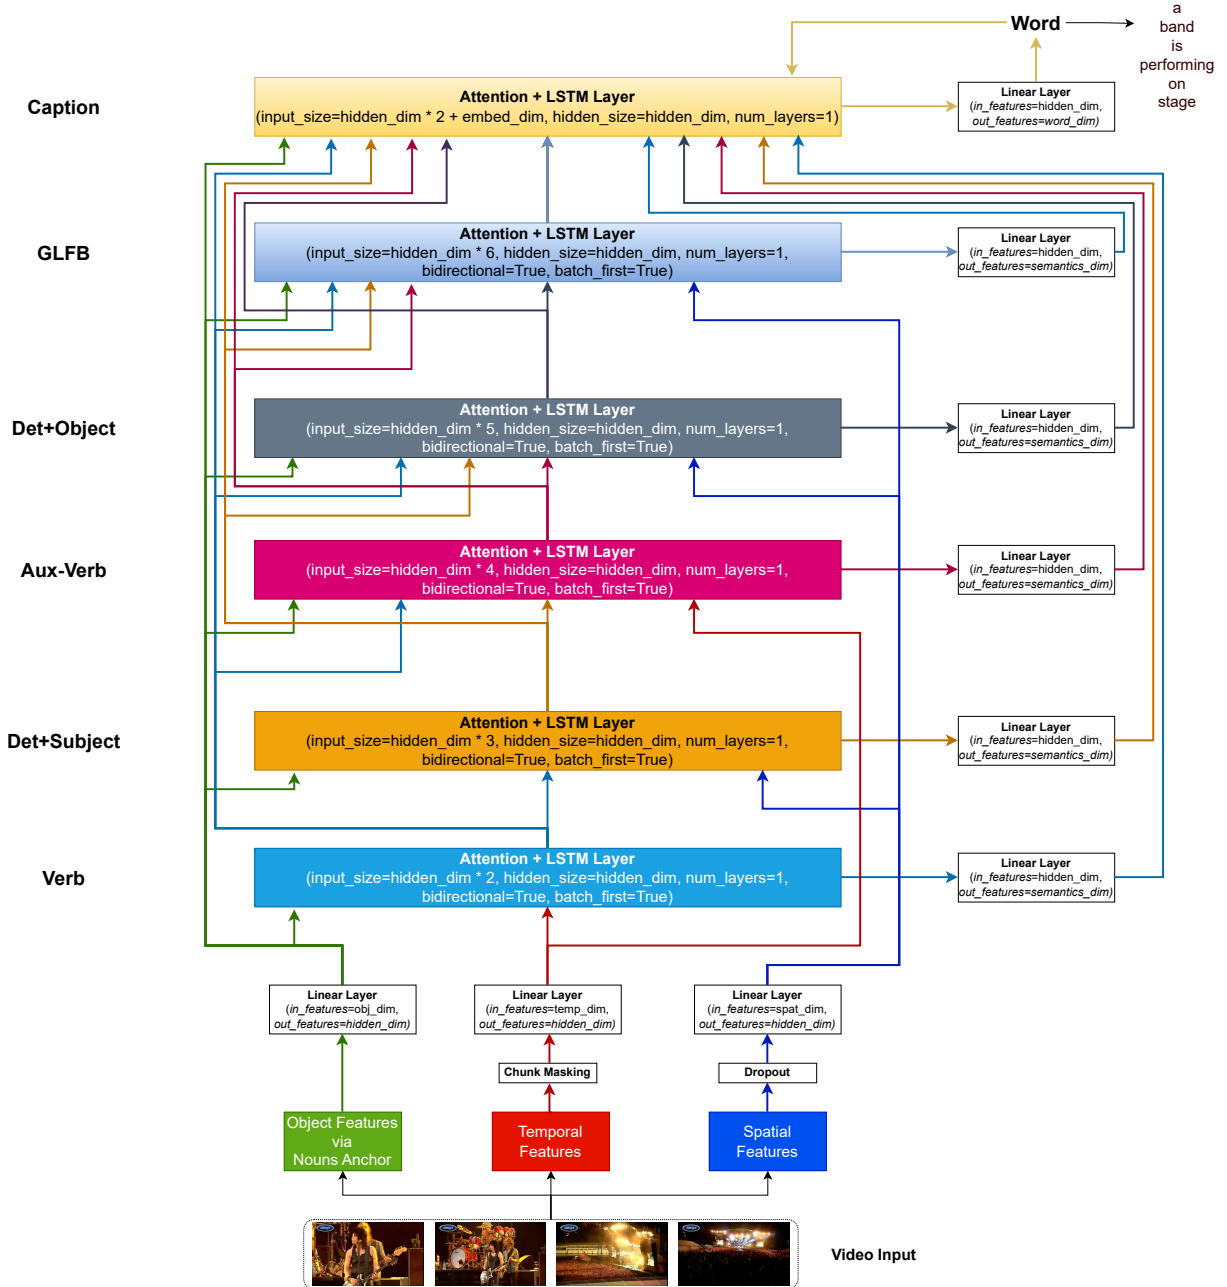 Word
a
band
is
performing
on
stage
Caption
Attention + LSTM Layer
(input_size=hidden_dim * 2 + embed_dim, hidden_size=hidden_dim, num_layers=1)
Linear Layer
(in_features=hidden_dim,
out_features=word_dim)
GLFB
Attention + LSTM Layer
(input_size=hidden_dim * 6, hidden_size=hidden_dim, num_layers=1,
bidirectional=True, batch_first=True)
Linear Layer
(in_features=hidden_dim,
out_features=semantics_dim)
Det+Object
Attention + LSTM Layer
(input_size=hidden_dim * 5, hidden_size=hidden_dim, num_layers=1,
bidirectional=True, batch_first=True)
Linear Layer
(in_features=hidden_dim,
out_features=semantics_dim)
Aux-Verb
Attention + LSTM Layer
(input_size=hidden_dim * 4, hidden_size=hidden_dim, num_layers=1,
bidirectional=True, batch_first=True)
Linear Layer
(in_features=hidden_dim,
out_features=semantics_dim)
Det+Subject
Attention + LSTM Layer
(input_size=hidden_dim * 3, hidden_size=hidden_dim, num_layers=1,
bidirectional=True, batch_first=True)
Linear Layer
(in_features=hidden_dim,
out_features=semantics_dim)
Verb
Attention + LSTM Layer
(input_size=hidden_dim * 2, hidden_size=hidden_dim, num_layers=1,
bidirectional=True, batch_first=True)
Linear Layer
(in_features=hidden_dim,
out_features=semantics_dim)
Linear Layer
(in_features=obj_dim,
out_features=hidden_dim)
Linear Layer
(in_features=temp_dim,
out_features=hidden_dim)
Linear Layer
(in_features=spat_dim,
out_features=hidden_dim)
Chunk Masking
Dropout
Object Features
via
Nouns Anchor
Temporal
Features
Spatial
Features
Video Input